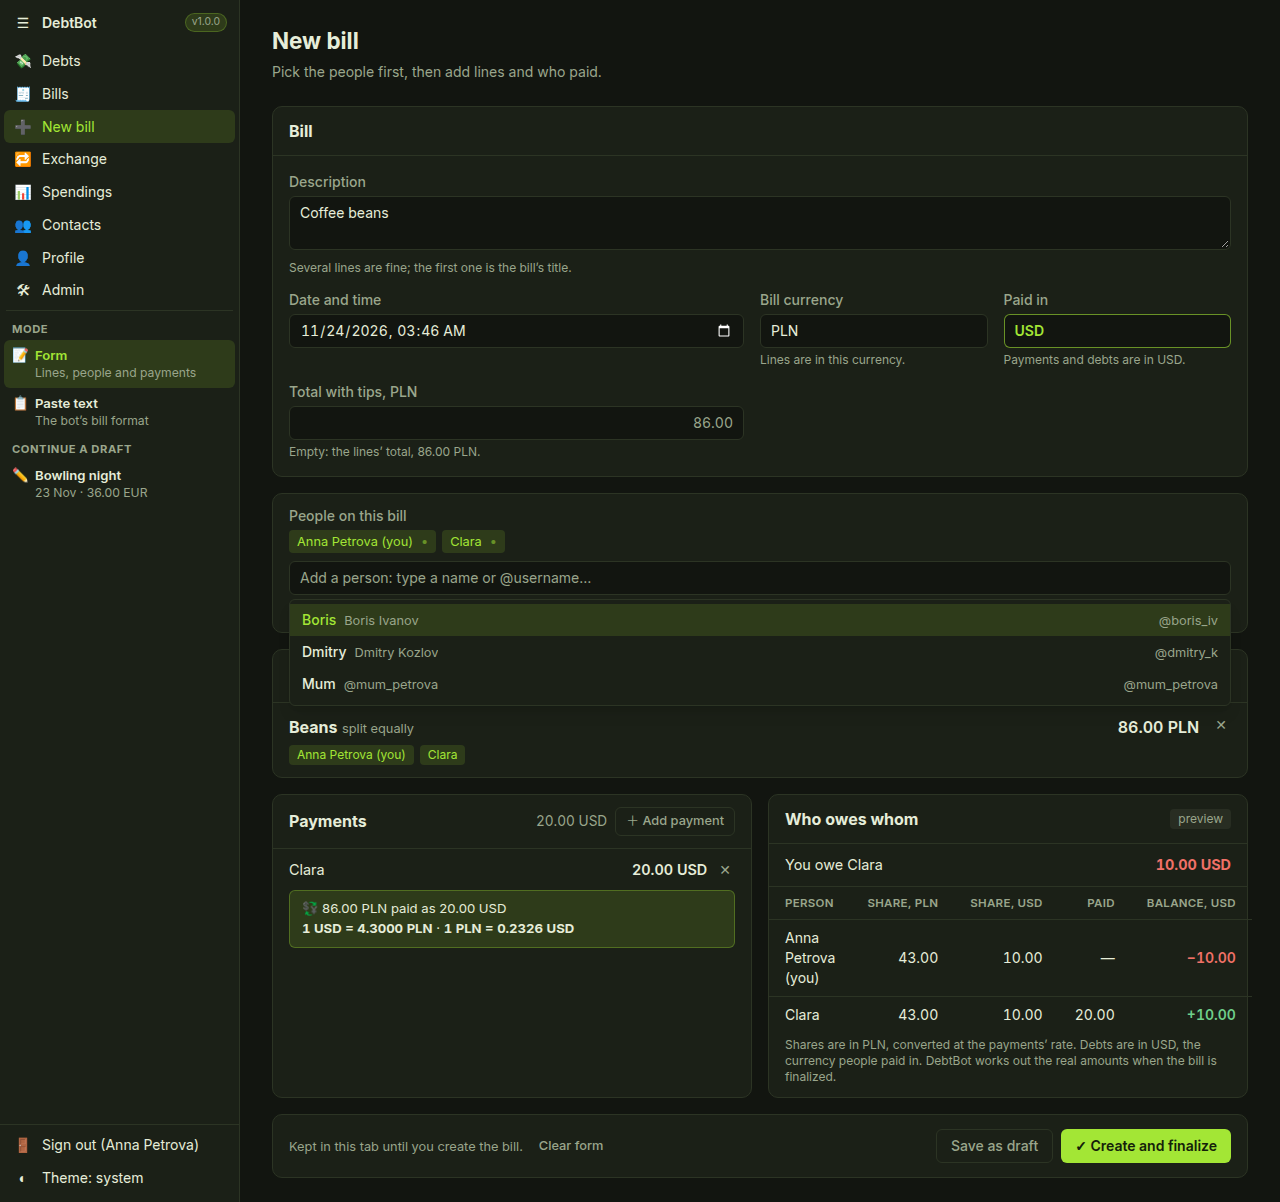 ☰ DebtBot v1.0.0
Debts
Bills
New bill
Exchange
Spendings
Contacts
Profile
Admin
MODE
Form
Lines, people and payments
Paste text
The bot’s bill format
CONTINUE A DRAFT
Bowling night
23 Nov · 36.00 EUR
Sign out (Anna Petrova)
Theme: system
New bill
Pick the people first, then add lines and who paid.
Bill
Description
Coffee beans
Several lines are fine; the first one is the bill’s title.
Date and time Bill currency Paid in
11/24/2026, 03:46 AM PLN USD
Lines are in this currency. Payments and debts are in USD.
Total with tips, PLN
86.00
Empty: the lines’ total, 86.00 PLN.
People on this bill
Anna Petrova (you) • Clara •
Add a person: type a name or @username…
Boris Boris Ivanov @boris_iv
Dmitry Dmitry Kozlov @dmitry_k
Mum @mum_petrova @mum_petrova
Beans split equally 86.00 PLN ✕
Anna Petrova (you) Clara
Payments 20.00 USD + Add payment
Clara 20.00 USD ✕
86.00 PLN paid as 20.00 USD
1 USD = 4.3000 PLN · 1 PLN = 0.2326 USD
Who owes whom preview
You owe Clara 10.00 USD
PERSON SHARE, PLN SHARE, USD PAID BALANCE, USD
Anna Petrova (you) 43.00 10.00 — −10.00
Clara 43.00 10.00 20.00 +10.00
Shares are in PLN, converted at the payments’ rate. Debts are in USD, the
currency people paid in. DebtBot works out the real amounts when the bill is
finalized.
Kept in this tab until you create the bill. Clear form Save as draft ✓ Create and finalize